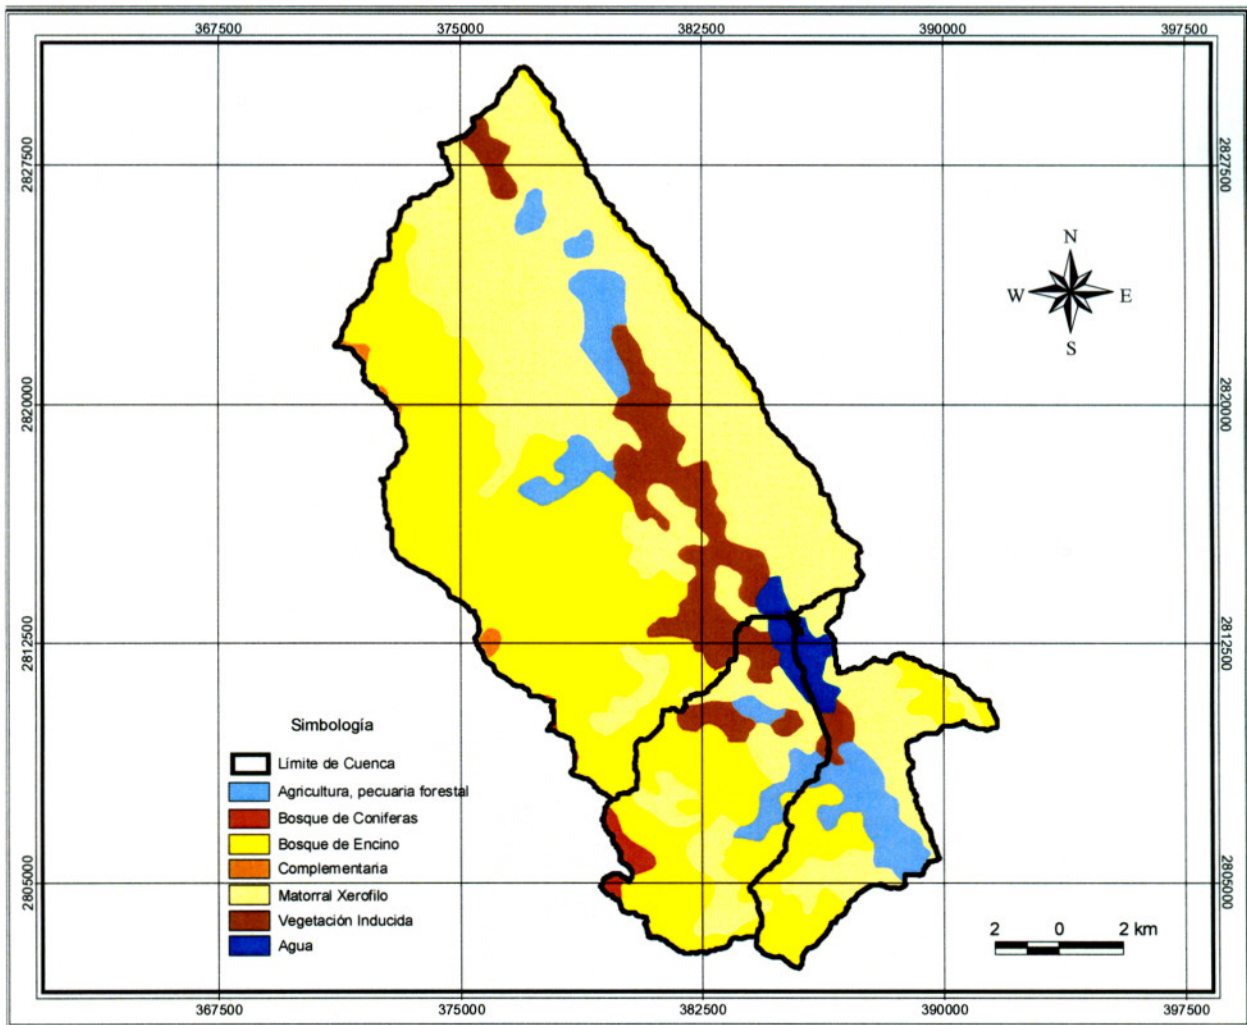 367500 375000 382500 390000 397500
2827500 2827500
N
W E
S
2820000 2820000
2812500 2812500
Simbología
Límite de Cuenca
Agricultura, pecuaria forestal
Bosque de Coniferas
Bosque de Encino
Complementaria
Matorral Xerofilo
Vegetación Inducida
Agua
2805000 2805000
2 0 2 km
367500 375000 382500 390000 397500